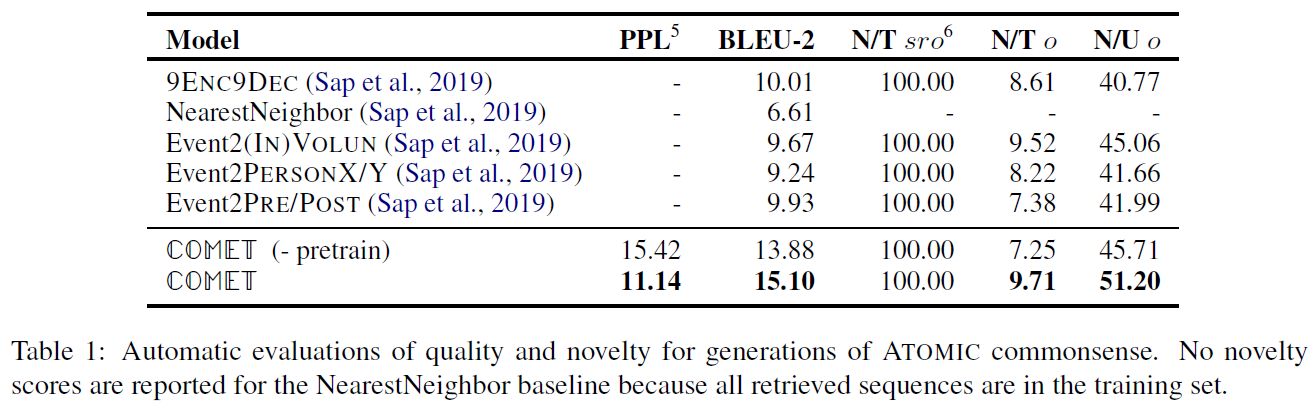 Model PPL5 BLEU-2 N/T sro6 N/T o N/U o
9ENC9DEC (Sap et al., 2019) - 10.01 100.00 8.61 40.77
NearestNeighbor (Sap et al., 2019) - 6.61 - - -
Event2(IN)VOLUN (Sap et al., 2019) - 9.67 100.00 9.52 45.06
Event2PERSONX/Y (Sap et al., 2019) - 9.24 100.00 8.22 41.66
Event2PRE/POST (Sap et al., 2019) - 9.93 100.00 7.38 41.99
COMET (- pretrain) 15.42 13.88 100.00 7.25 45.71
COMET 11.14 15.10 100.00 9.71 51.20
Table 1: Automatic evaluations of quality and novelty for generations of ATOMIC commonsense. No novelty
scores are reported for the NearestNeighbor baseline because all retrieved sequences are in the training set.